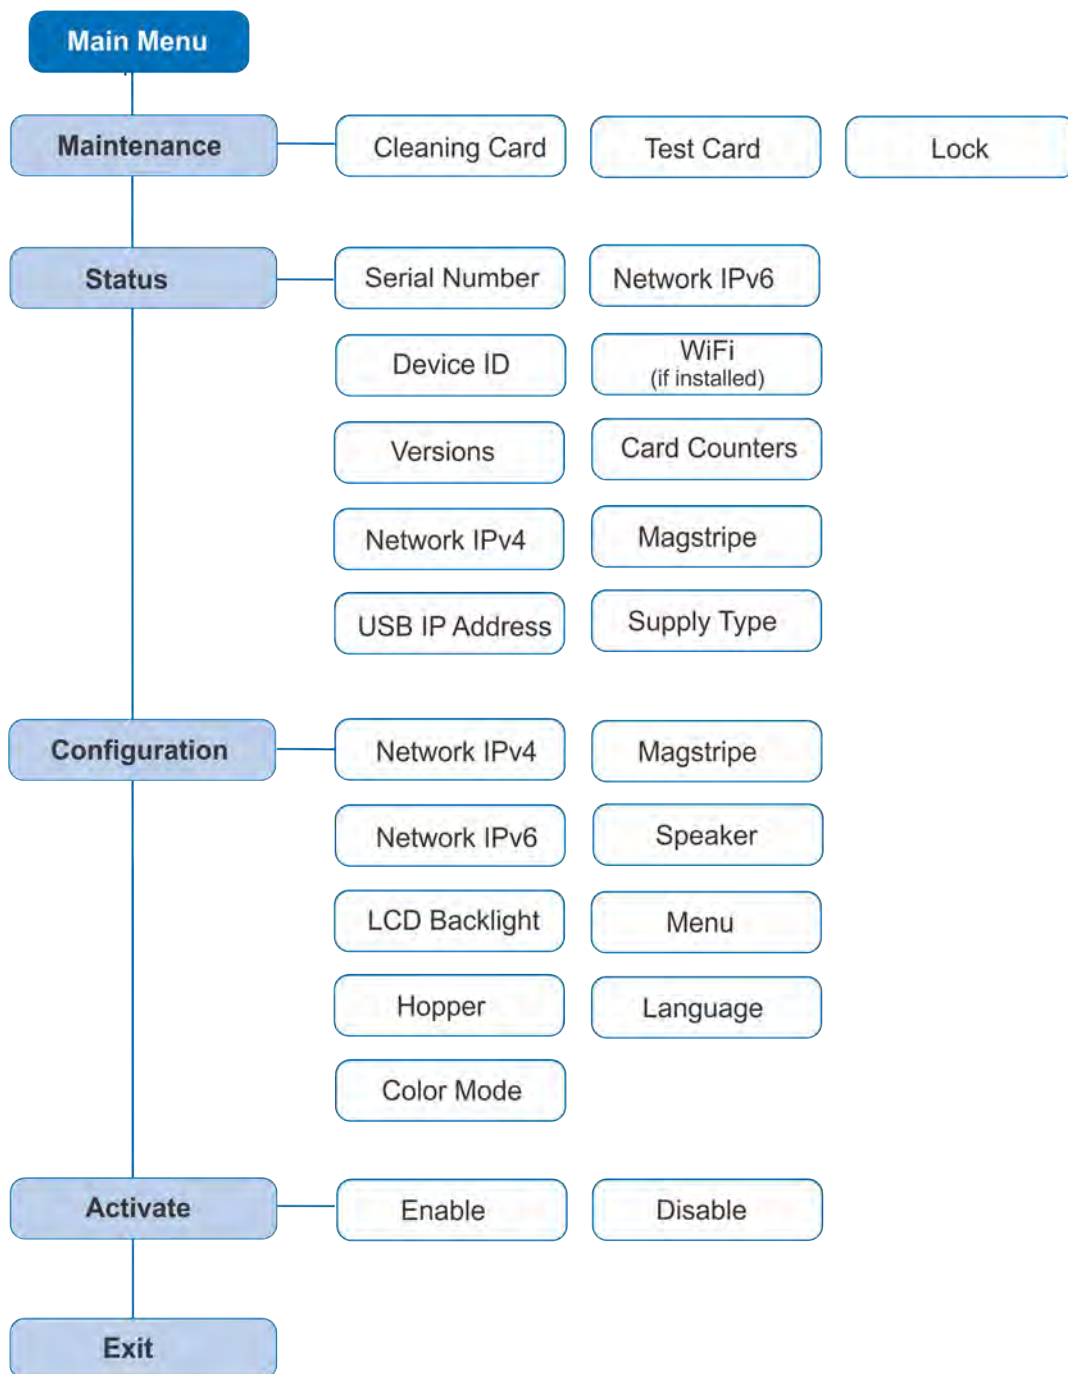 Main Menu
Maintenance
Cleaning Card
Test Card
Lock
Status
Serial Number
Network IPv6
Device ID
WiFi
(if installed)
Versions
Card Counters
Network IPv4
Magstripe
USB IP Address
Supply Type
Configuration
Network IPv4
Magstripe
Network IPv6
Speaker
LCD Backlight
Menu
Hopper
Language
Color Mode
Activate
Enable
Disable
Exit